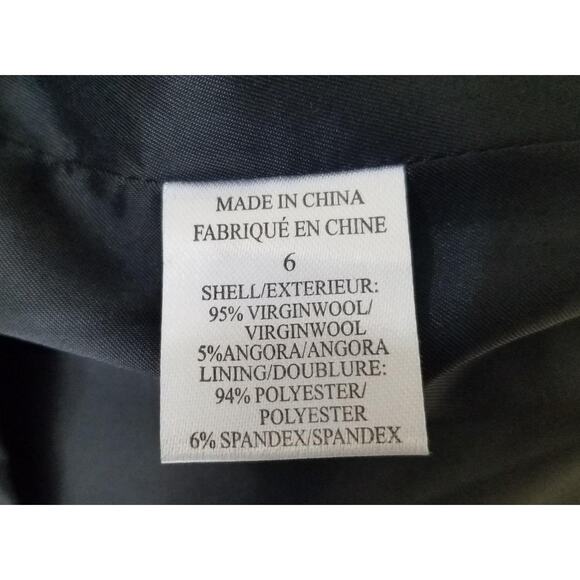 MADE IN CHINA
FABRIQUÉ EN CHINE
6
SHELL/EXTERIEUR:
95% VIRGINWOOL/
VIRGINWOOL
5%ANGORA/ANGORA
LINING/DOUBLURE:
94% POLYESTER/
POLYESTER
6% SPANDEX/SPANDEX